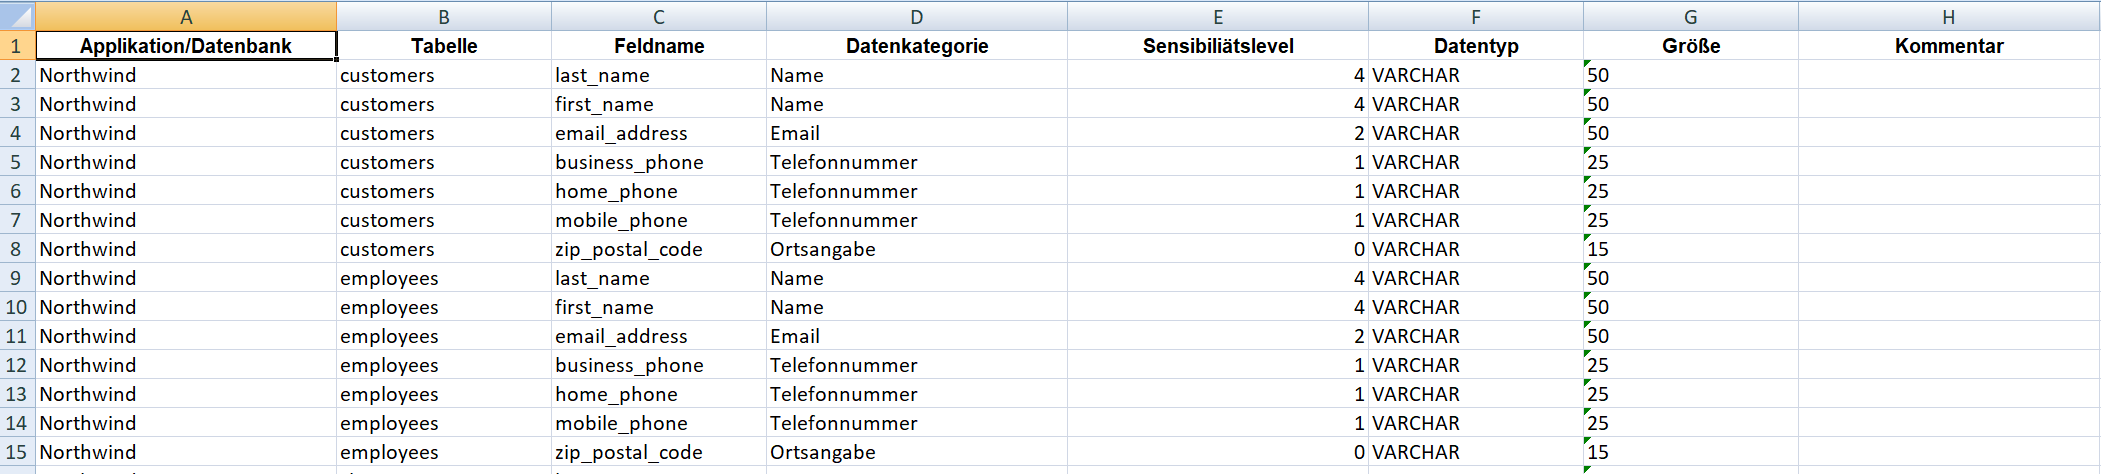 A B C D E F G H
1 Applikation/Datenbank Tabelle Feldname Datenkategorie Sensibiliätslevel Datentyp Größe Kommentar
2 Northwind customers last_name Name 4 VARCHAR 50
3 Northwind customers first_name Name 4 VARCHAR 50
4 Northwind customers email_address Email 2 VARCHAR 50
5 Northwind customers business_phone Telefonnummer 1 VARCHAR 25
6 Northwind customers home_phone Telefonnummer 1 VARCHAR 25
7 Northwind customers mobile_phone Telefonnummer 1 VARCHAR 25
8 Northwind customers zip_postal_code Ortsangabe 0 VARCHAR 15
9 Northwind employees last_name Name 4 VARCHAR 50
10 Northwind employees first_name Name 4 VARCHAR 50
11 Northwind employees email_address Email 2 VARCHAR 50
12 Northwind employees business_phone Telefonnummer 1 VARCHAR 25
13 Northwind employees home_phone Telefonnummer 1 VARCHAR 25
14 Northwind employees mobile_phone Telefonnummer 1 VARCHAR 25
15 Northwind employees zip_postal_code Ortsangabe 0 VARCHAR 15